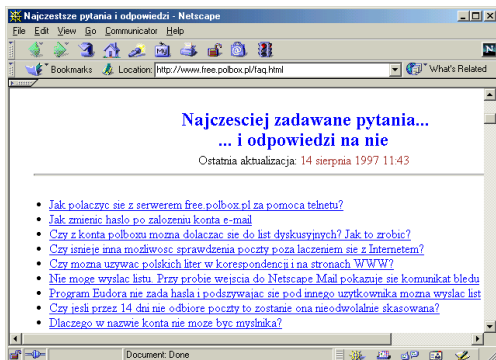 Najczestsze pytania i odpowiedzi - Netscape
File Edit View Go Communicator Help
Bookmarks Location: http://www.free.polbox.pl/faq.html What's Related
Najczesciej zadawane pytania...
... i odpowiedzi na nie
Ostatnia aktualizacja: 14 sierpnia 1997 11:43
Jak polaczyc sie z serwerem free.polbox.pl za pomoca telnetu?
Jak zmienic haslo po zalozeniu konta e-mail
Czy z konta polboxu mozna dolaczac sie do list dyskusyjnych? Jak to zrobic?
Czy isnieje inna mozliwosc sprawdzenia poczty poza laczeniem sie z Internetem?
Czy mozna uzywac polskich liter w korespondencji i na stronach WWW?
Nie moge wyslac listu. Przy probie wejscia do Netscape Mail pokazuje sie komunikat bledu
Program Eudora nie zada hasla i podszywajac sie pod innego uzytkownika mozna wyslac list
Czy jesli przez 14 dni nie odbiore poczty to zostanie ona nieodwolalnie skasowana?
Dlaczego w nazwie konta nie moze byc myslnika?
Document: Done